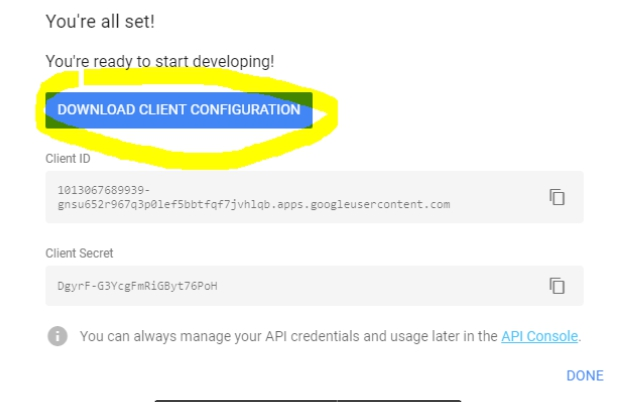 You're all set!
You're ready to start developing!
DOWNLOAD CLIENT CONFIGURATION
Client ID
1013067689939-
gnsu652r967q3p0lef5bbtfqf7jvhlqb.apps.googleusercontent.com
Client Secret
DgyrF-G3YcgFmRiGByt76PoH
You can always manage your API credentials and usage later in the API Console.
DONE